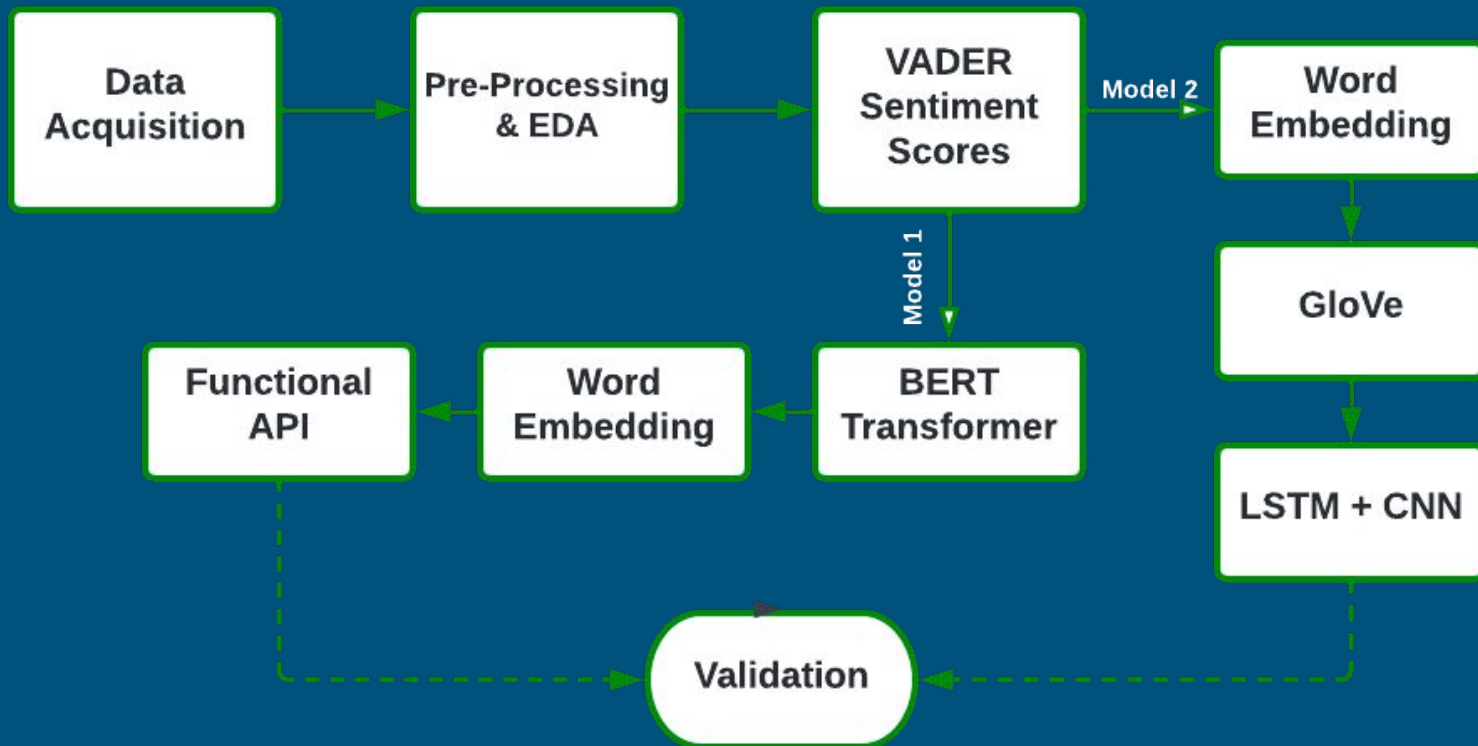 Data
Acquisition
Pre-Processing
& EDA
VADER
Sentiment
Scores
Model 2
Word
Embedding
Model 1
GloVe
Functional
API
Word
Embedding
BERT
Transformer
LSTM + CNN
Validation